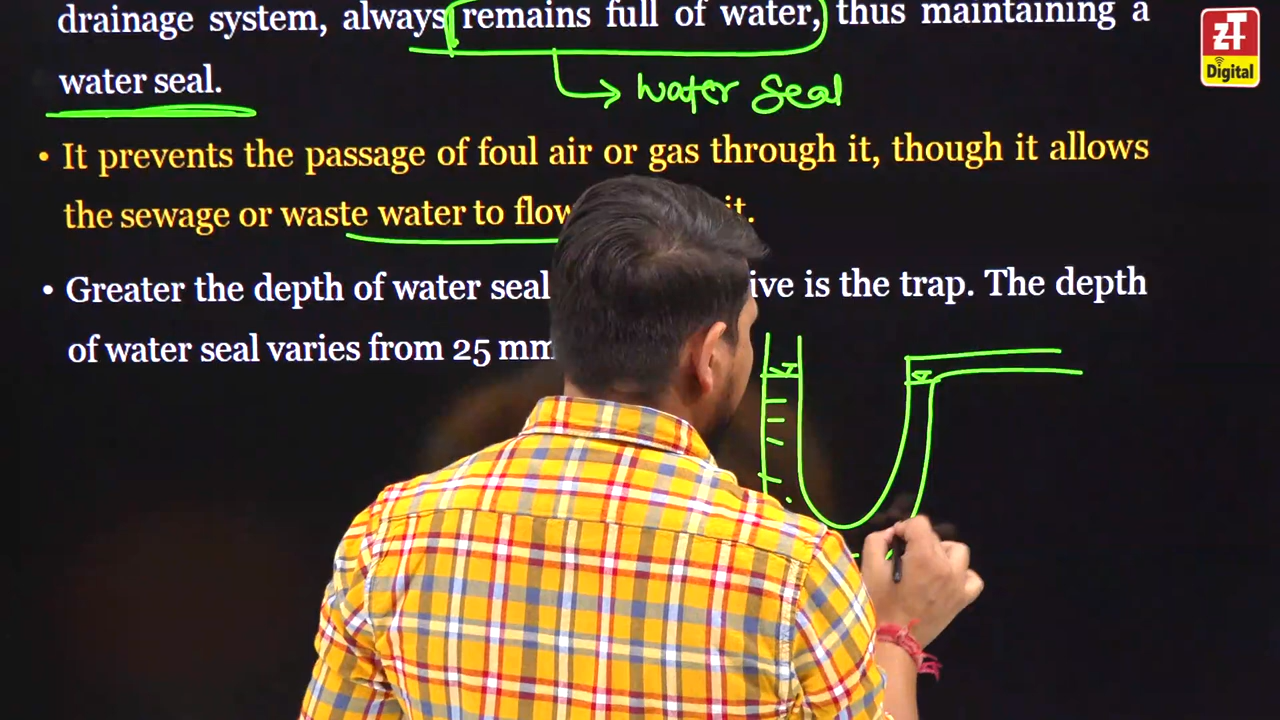 drainage system, always remains full of water, thus maintaining a
water seal.
water seal
• It prevents the passage of foul air or gas through it, though it allows
the sewage or waste water to flow it.
• Greater the depth of water seal is the trap. The depth
of water seal varies from 25 mm
ZT
Digital